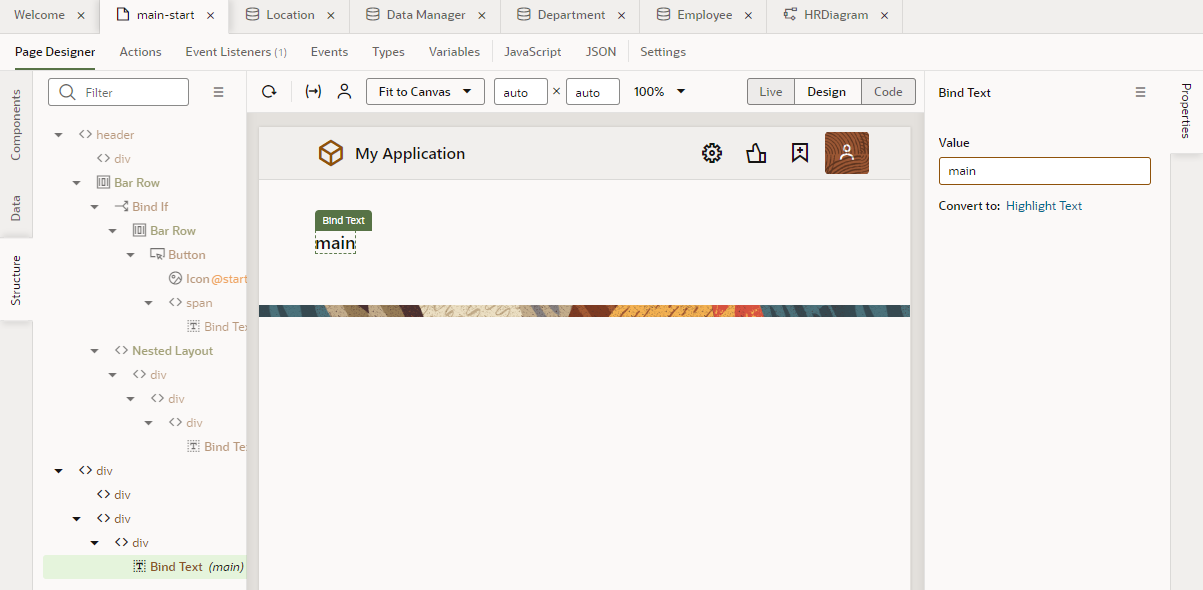 Welcome × main-start × Location × Data Manager × Department × Employee × HRDiagram ×
Page Designer Actions Event Listeners (1) Events Types Variables JavaScript JSON Settings
Components
Data
Structure
Filter
header
div
Bar Row
Bind If
Bar Row
Button
Icon @start
span
Bind Te
Nested Layout
div
div
div
Bind Te
div
div
div
div
Bind Text (main)
Fit to Canvas auto × auto 100% Live Design Code
My Application
Bind Text
main
Bind Text
Value
main
Convert to: Highlight Text
Properties